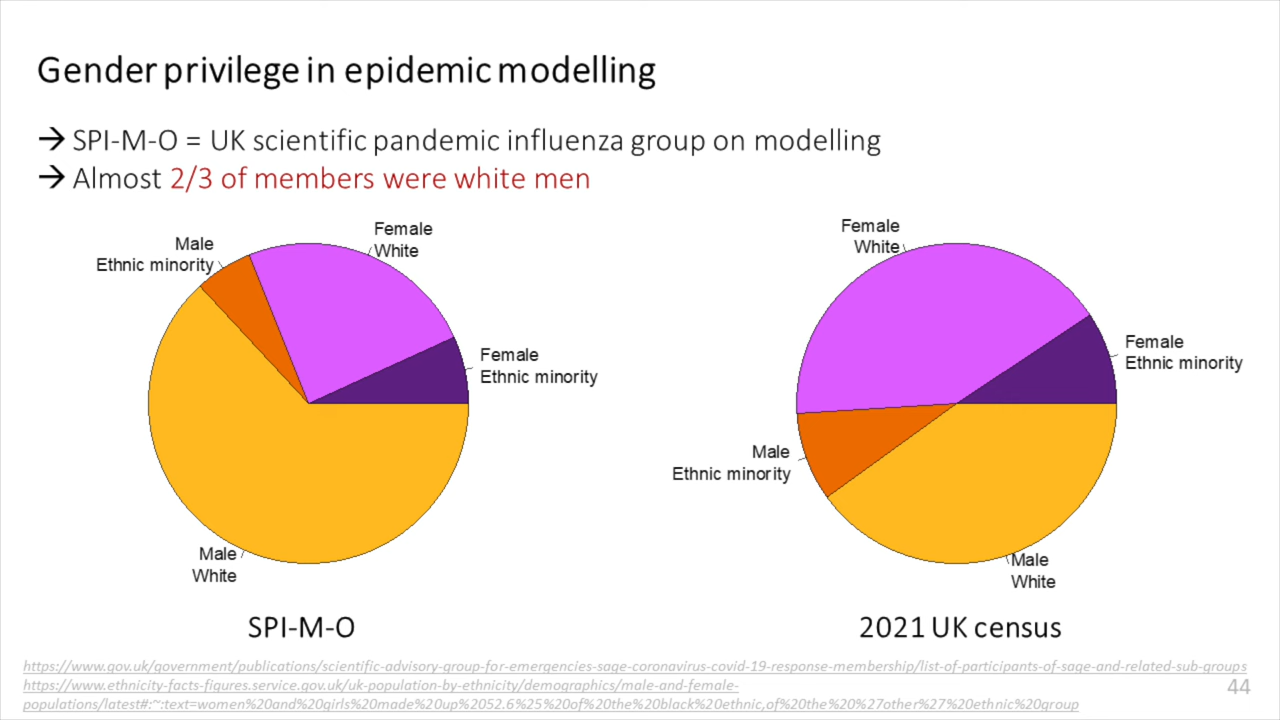 Gender privilege in epidemic modelling
→ SPI-M-O = UK scientific pandemic influenza group on modelling
→ Almost 2/3 of members were white men
Female
White
Male
Ethnic minority
Female
Ethnic minority
Male
White
SPI-M-O
Female
White
Female
Ethnic minority
Male
Ethnic minority
Male
White
2021 UK census
https://www.gov.uk/government/publications/scientific-advisory-group-for-emergencies-sage-coronavirus-covid-19-response-membership/list-of-participants-of-sage-and-related-sub-groups
https://www.ethnicity-facts-figures.service.gov.uk/uk-population-by-ethnicity/demographics/male-and-female-
populations/latest#:~:text=women%20and%20girls%20made%20up%2052.6%25%20of%20the%20black%20ethnic,of%20the%20%27other%27%20ethnic%20group
44